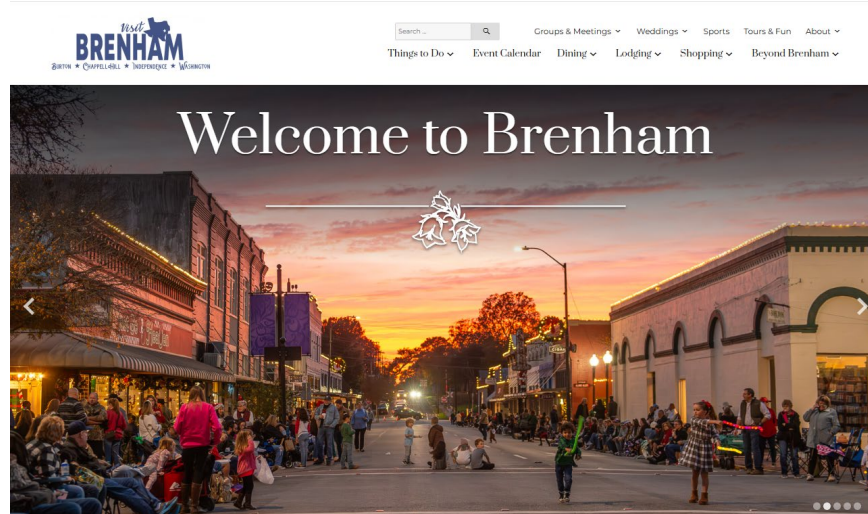 Visit
BRENHAM
BURTON ★ CHAPPELL HILL ★ INDEPENDENCE ★ WASHINGTON
Search ...
Groups & Meetings
Weddings
Sports
Tours & Fun
About
Things to Do
Event Calendar
Dining
Lodging
Shopping
Beyond Brenham
Welcome to Brenham